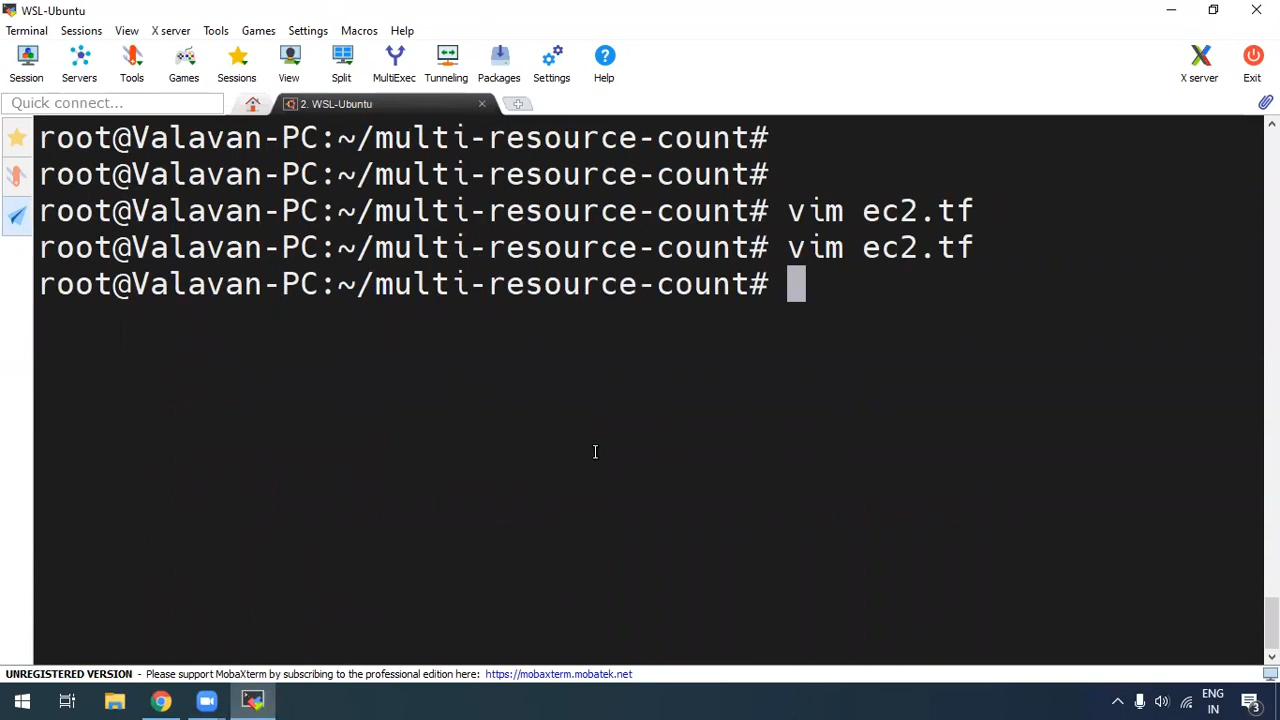 WSL-Ubuntu
Terminal Sessions View X server Tools Games Settings Macros Help
Session Servers Tools Games Sessions View Split MultiExec Tunneling Packages Settings Help X server Exit
Quick connect...
2. WSL-Ubuntu
root@Valavan-PC:~/multi-resource-count#
root@Valavan-PC:~/multi-resource-count#
root@Valavan-PC:~/multi-resource-count# vim ec2.tf
root@Valavan-PC:~/multi-resource-count# vim ec2.tf
root@Valavan-PC:~/multi-resource-count#
UNREGISTERED VERSION - Please support MobaXterm by subscribing to the professional edition here: https://mobaxterm.mobatek.net
ENG
IN
3